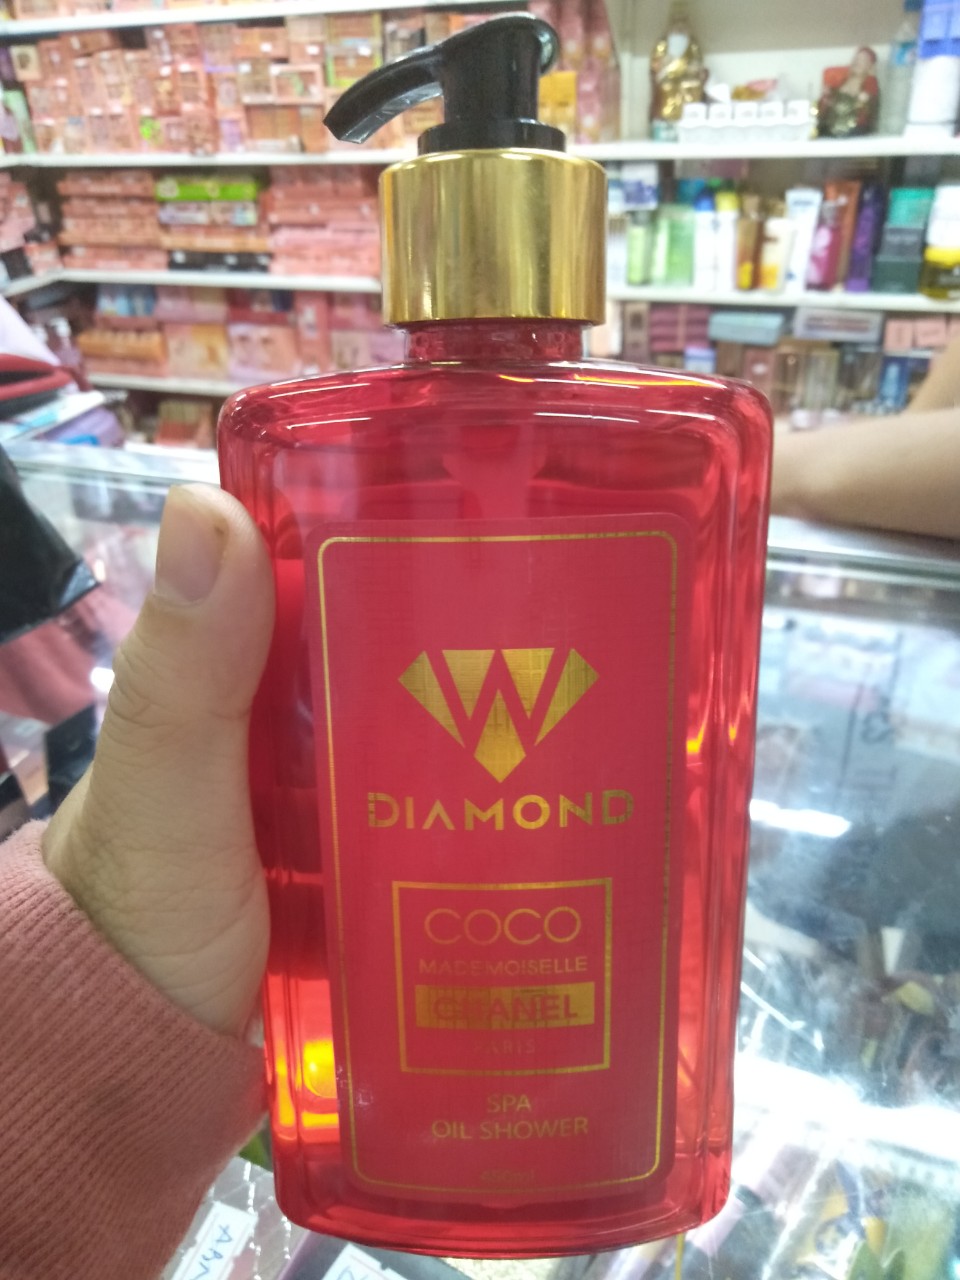 W
DIAMOND
COCO
MADEMOISELLE
CHANEL
PARIS
SPA
OIL SHOWER